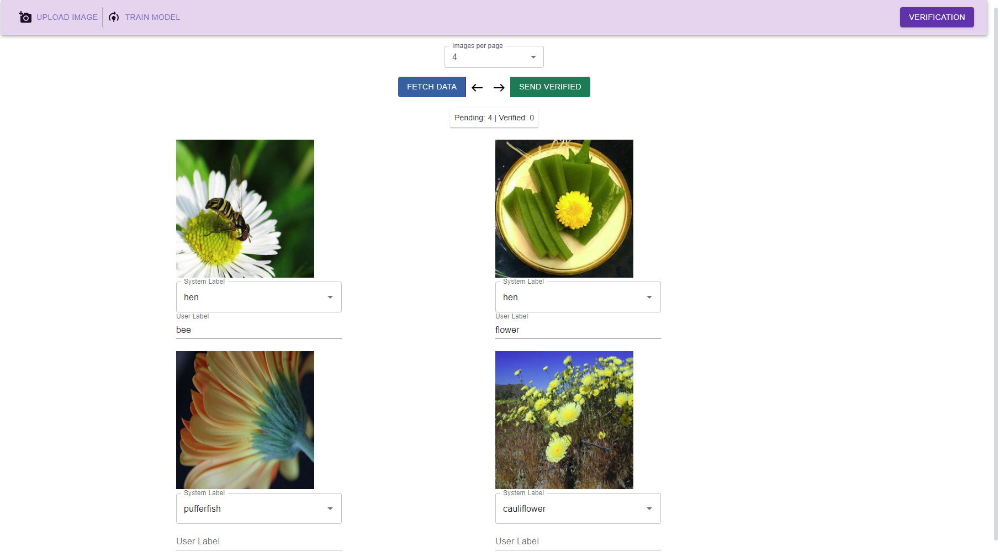 UPLOAD IMAGE
TRAIN MODEL
VERIFICATION
Images per page
4
FETCH DATA
SEND VERIFIED
Pending: 4 | Verified: 0
System Label
hen
User Label
bee
System Label
hen
User Label
flower
System Label
pufferfish
User Label
System Label
cauliflower
User Label